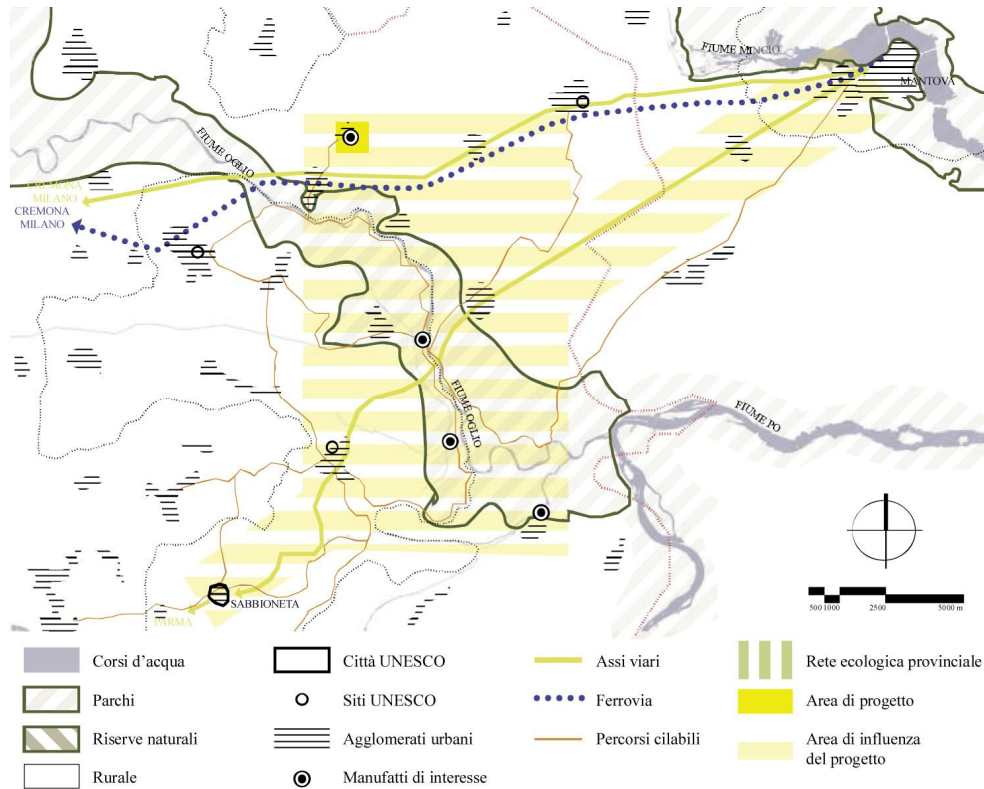 FIUME MINCIO
MANTOVA
FIUME OGLIO
CREMONA
MILANO
CREMONA
MILANO
FIUME OGLIO
FIUME PO
SABBIONETA
PARMA
500 1000 2500 5000 m
Corsi d'acqua
Parchi
Riserve naturali
Rurale
Città UNESCO
Siti UNESCO
Agglomerati urbani
Manufatti di interesse
Assi viari
Ferrovia
Percorsi cilabili
Rete ecologica provinciale
Area di progetto
Area di influenza
del progetto